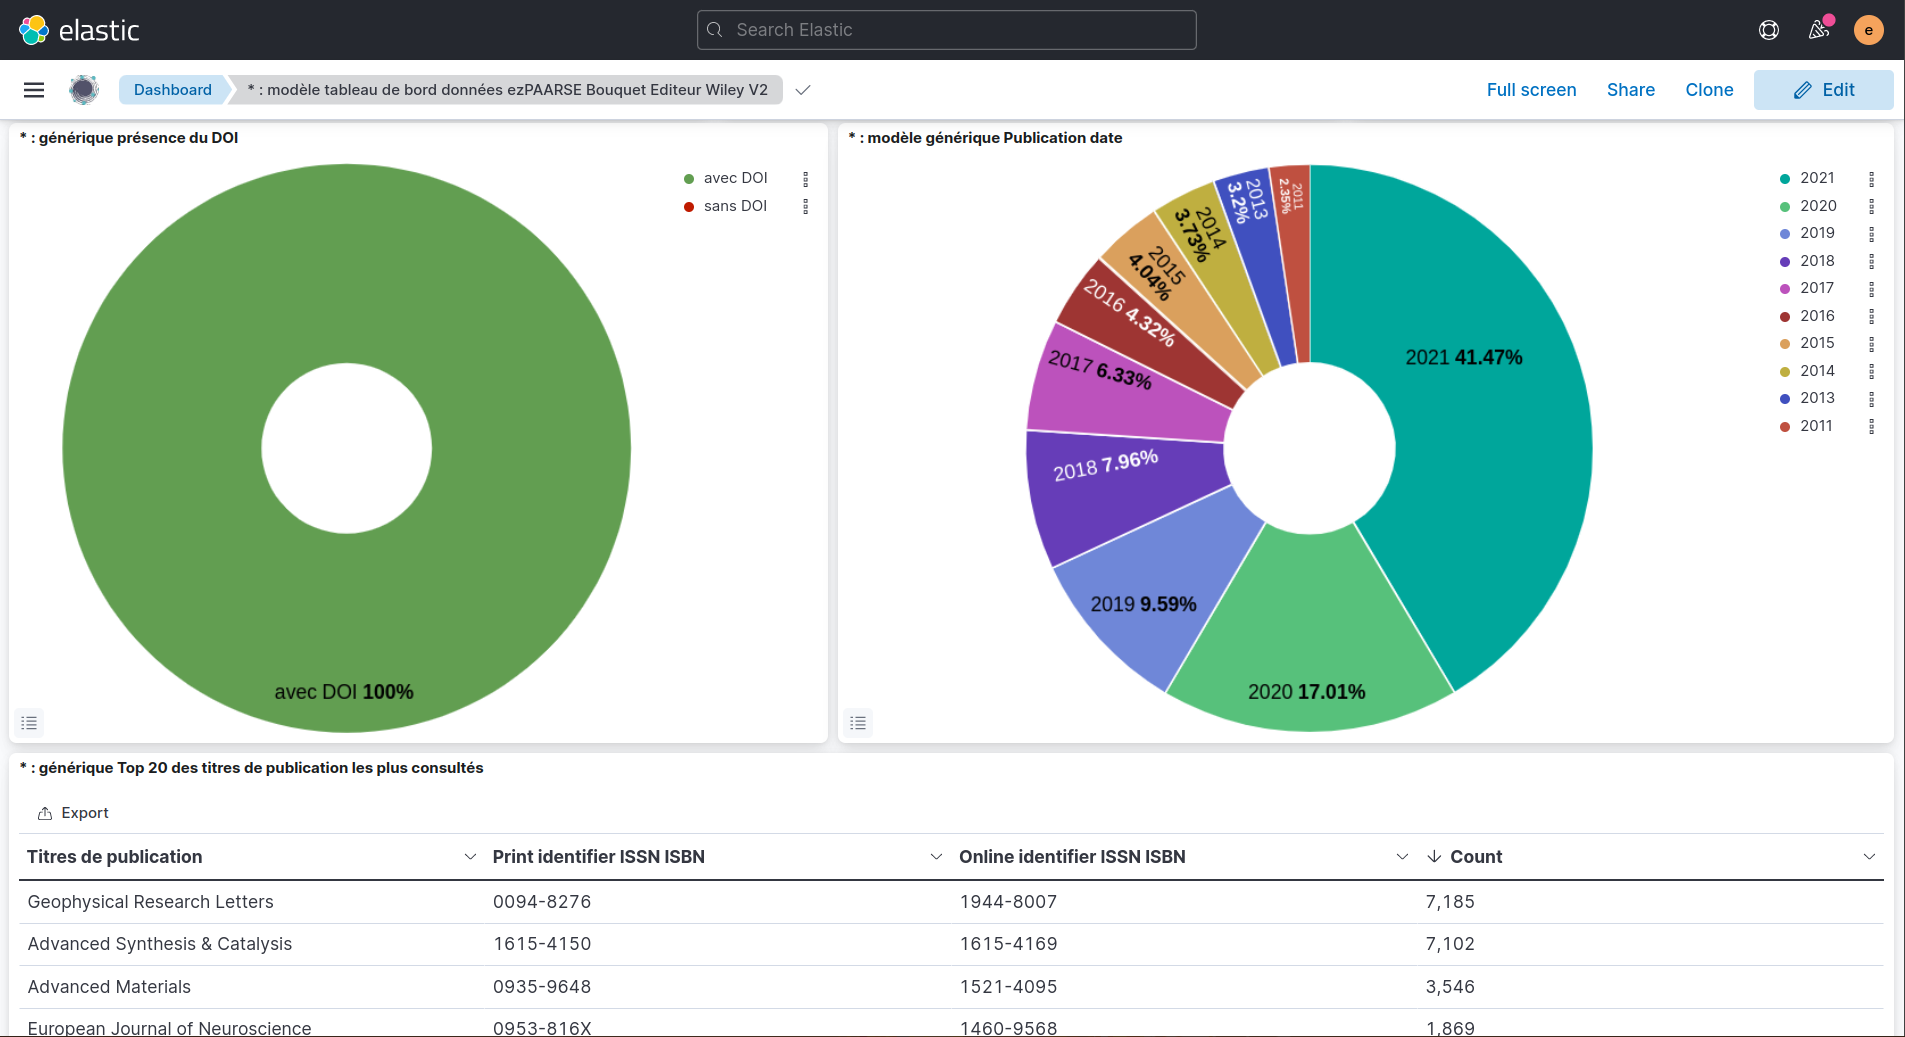 elastic
Search Elastic
e
Dashboard
* : modèle tableau de bord données ezPAARSE Bouquet Editeur Wiley V2
Full screen
Share
Clone
Edit
* : générique présence du DOI
avec DOI
sans DOI
avec DOI 100%
* : modèle générique Publication date
2021 41.47%
2020 17.01%
2019 9.59%
2018 7.96%
2017 6.33%
2016 4.32%
2015
4.04%
2014
3.73%
2013
3.2%
2011
2.35%
2021
2020
2019
2018
2017
2016
2015
2014
2013
2011
* : générique Top 20 des titres de publication les plus consultés
Export
Titres de publication Print identifier ISSN ISBN Online identifier ISSN ISBN Count
Geophysical Research Letters 0094-8276 1944-8007 7,185
Advanced Synthesis & Catalysis 1615-4150 1615-4169 7,102
Advanced Materials 0935-9648 1521-4095 3,546
European Journal of Neuroscience 0953-816X 1460-9568 1,869